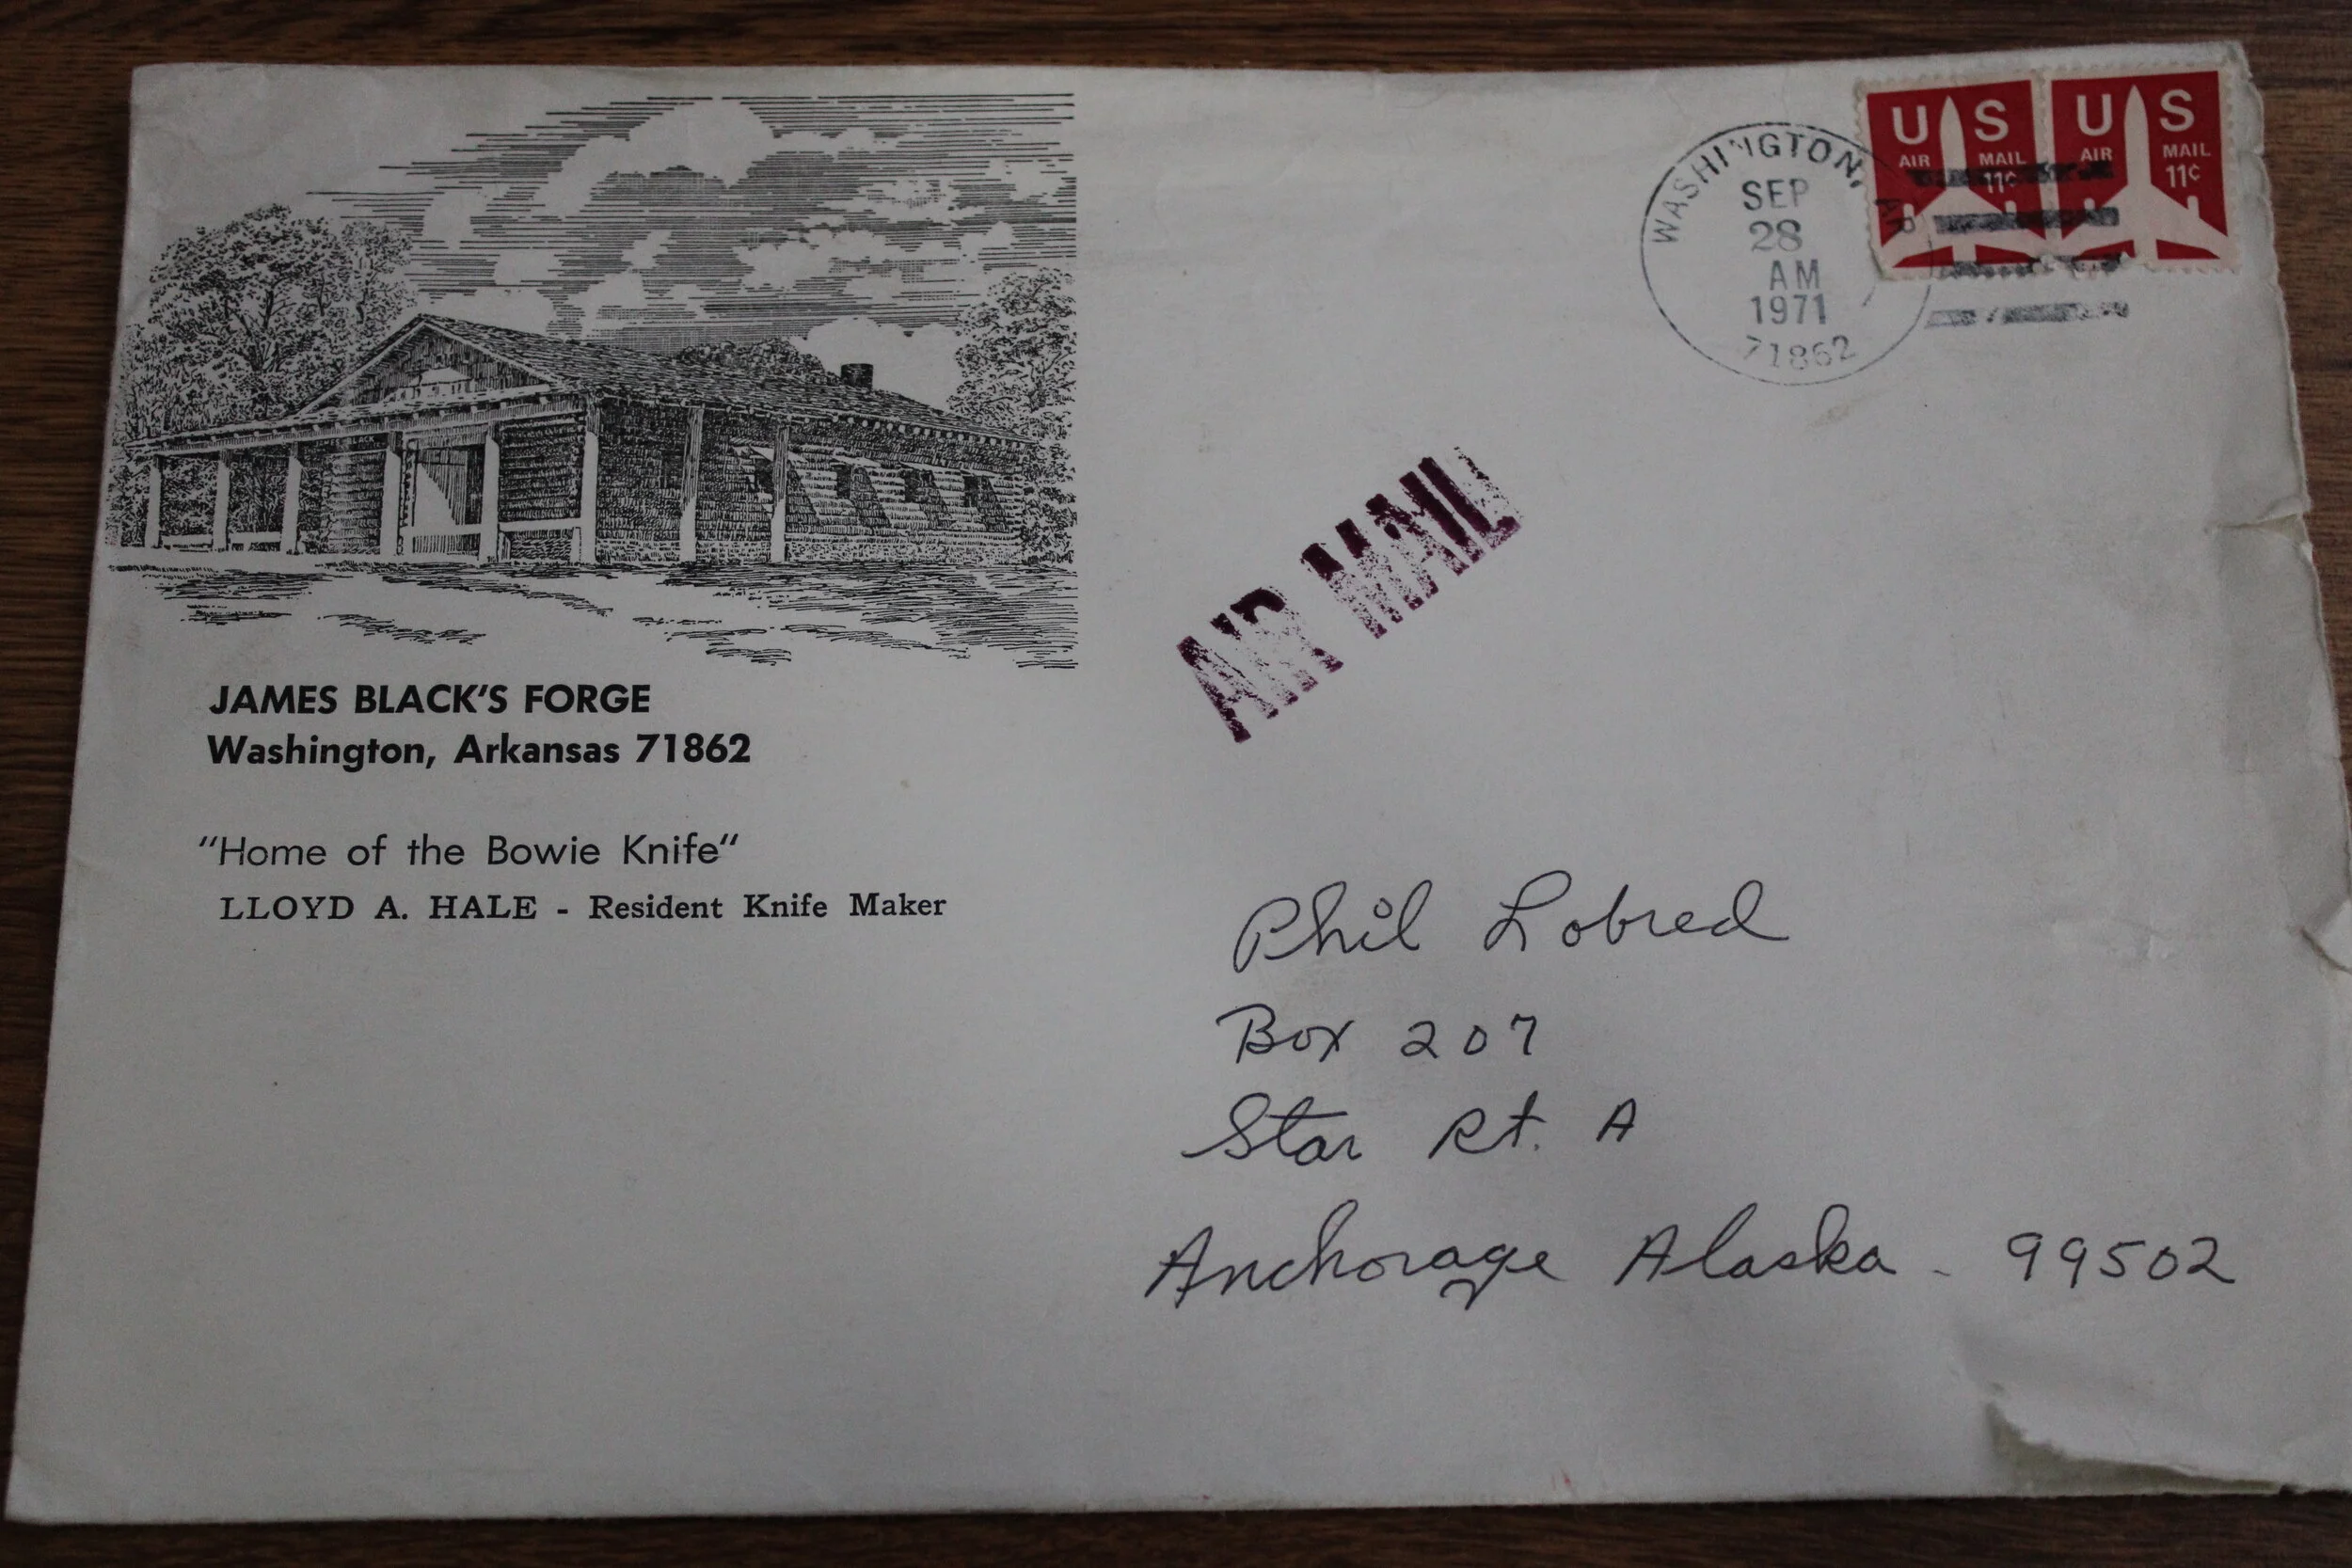 WASHINGTON, AR
SEP
28
AM
1971
71862
U S
AIR MAIL
11¢
U S
AIR MAIL
11¢
AIR MAIL
BLACK
JAMES BLACK'S FORGE
Washington, Arkansas 71862
"Home of the Bowie Knife"
LLOYD A. HALE - Resident Knife Maker
Phil Lobred
Box 207
Star Rt. A
Anchorage Alaska - 99502